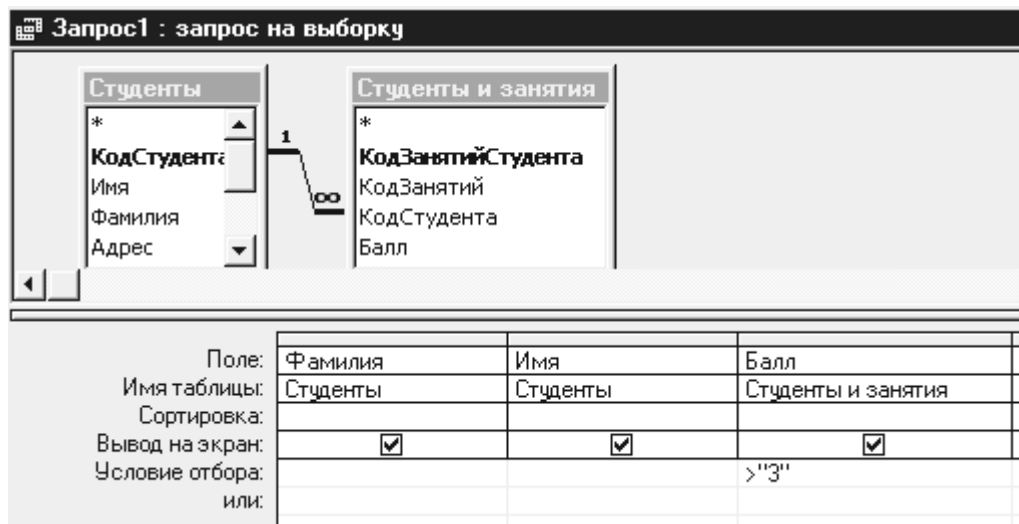 Запрос1 : запрос на выборку
Студенты Студенты и занятия
* *
КодСтудента КодЗанятийСтудента
Имя КодЗанятий
Фамилия КодСтудента
Адрес Балл
1 ∞
Поле: Фамилия Имя Балл
Имя таблицы: Студенты Студенты Студенты и занятия
Сортировка:
Вывод на экран:
Условие отбора: >"3"
или: